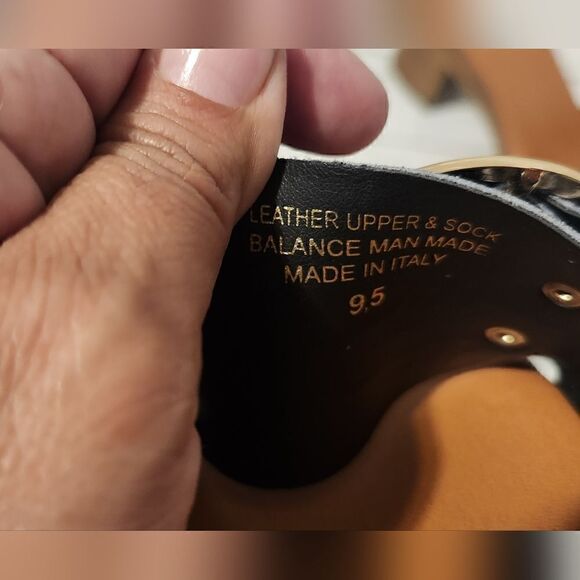 LEATHER UPPER & SOCK
BALANCE MAN MADE
MADE IN ITALY
9,5